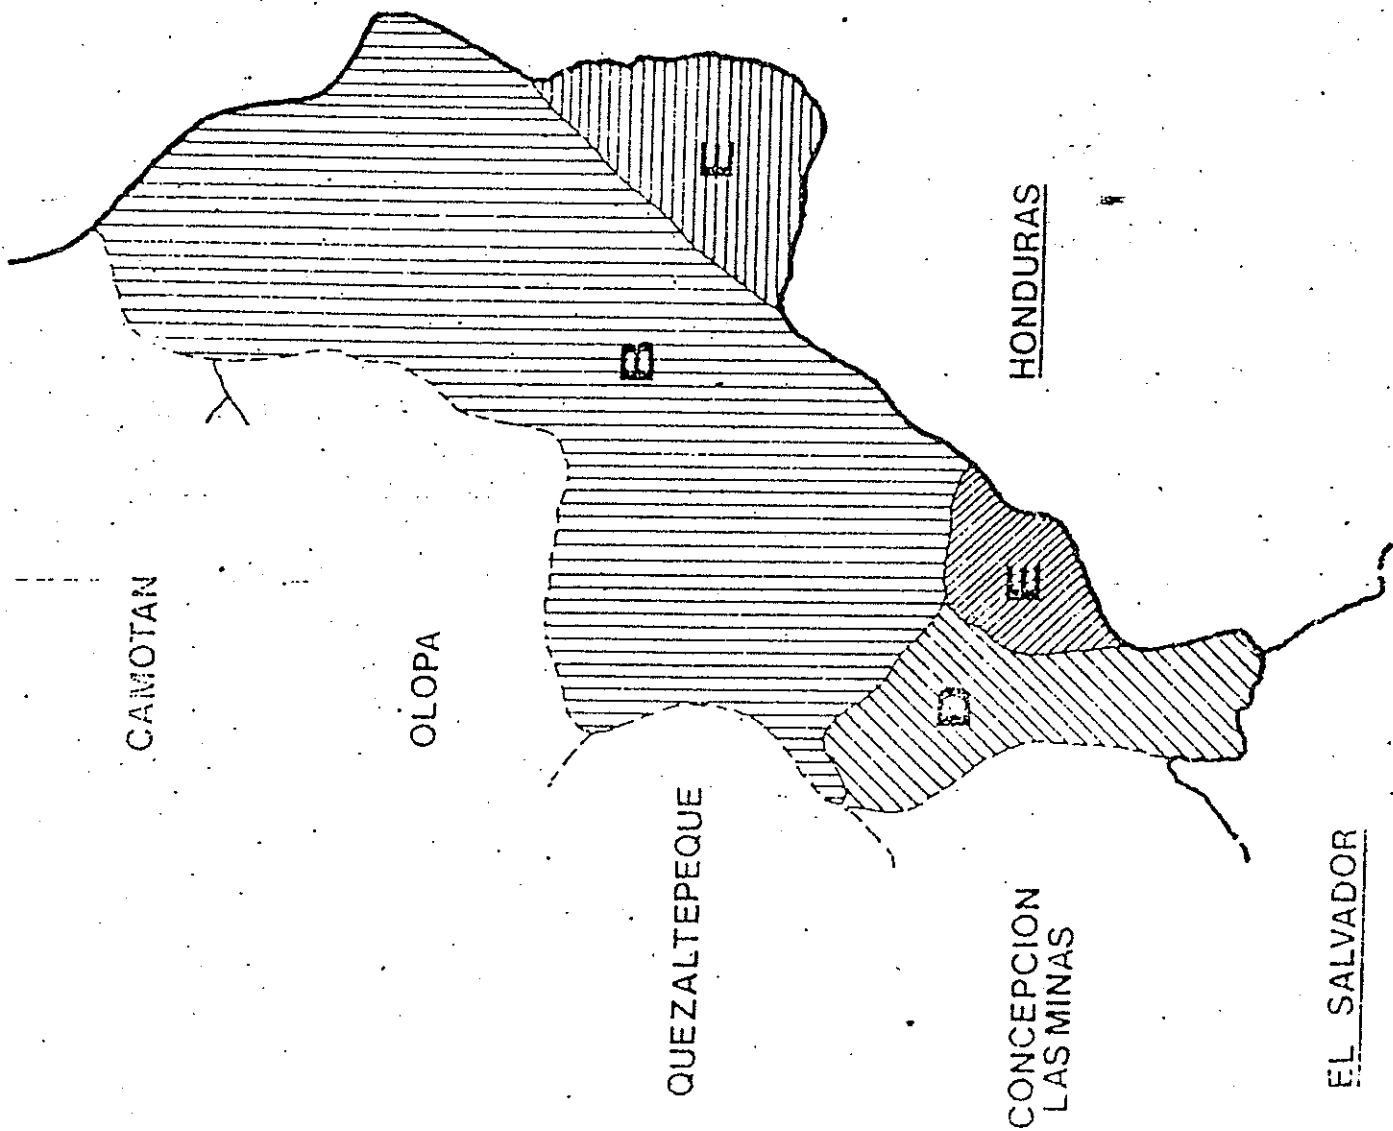 CAMOTAN
OLOPA
QUEZALTEPEQUE
CONCEPCION
LAS MINAS
EL SALVADOR
HONDURAS
B
D
E